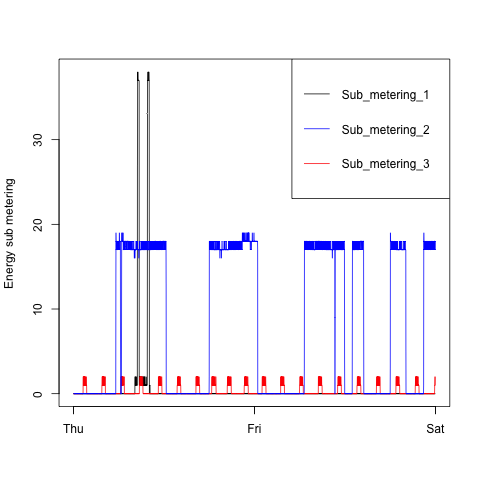 Sub_metering_1
Sub_metering_2
Sub_metering_3
Energy sub metering
30
20
10
0
Thu
Fri
Sat